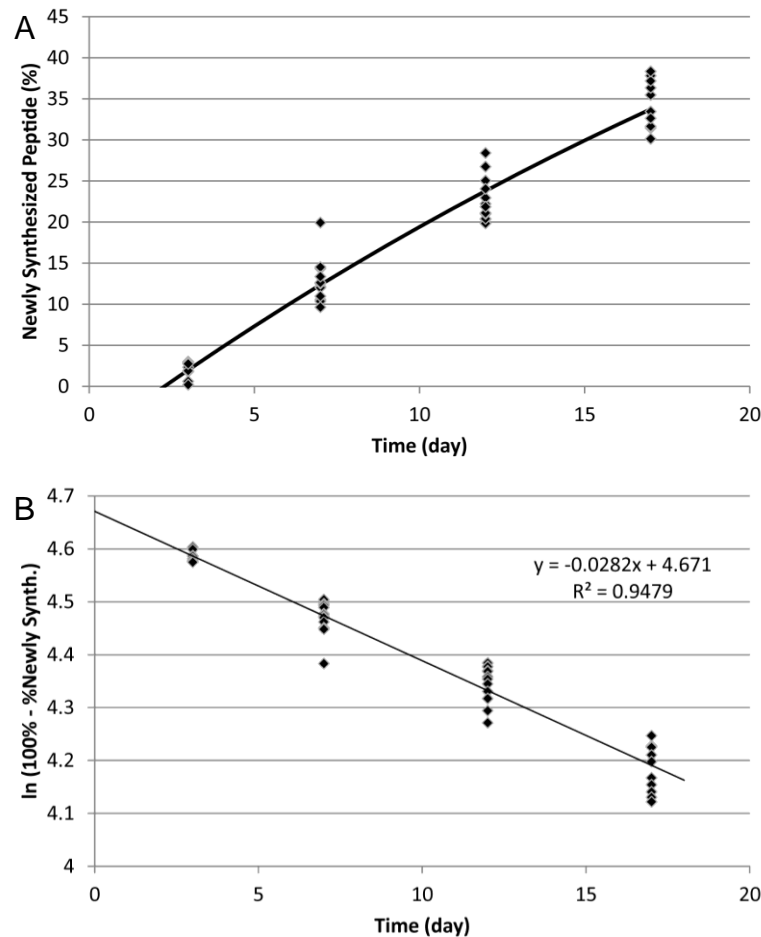 A
45
40
35
30
25
20
15
10
5
0
Newly Synthesized Peptide (%)
0 5 10 15 20
Time (day)
B
4.7
4.6
4.5
4.4
4.3
4.2
4.1
4
ln (100% - %Newly Synth.)
y = -0.0282x + 4.671
R² = 0.9479
0 5 10 15 20
Time (day)